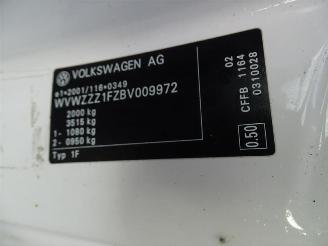 VOLKSWAGEN AG
e1*2001/116*0349
WVWZZZ1FZBV009972
2000 kg
3515 kg
1- 1080 kg
2- 0950 kg
Typ 1F
02
CFFB 1164
0310028
0.50